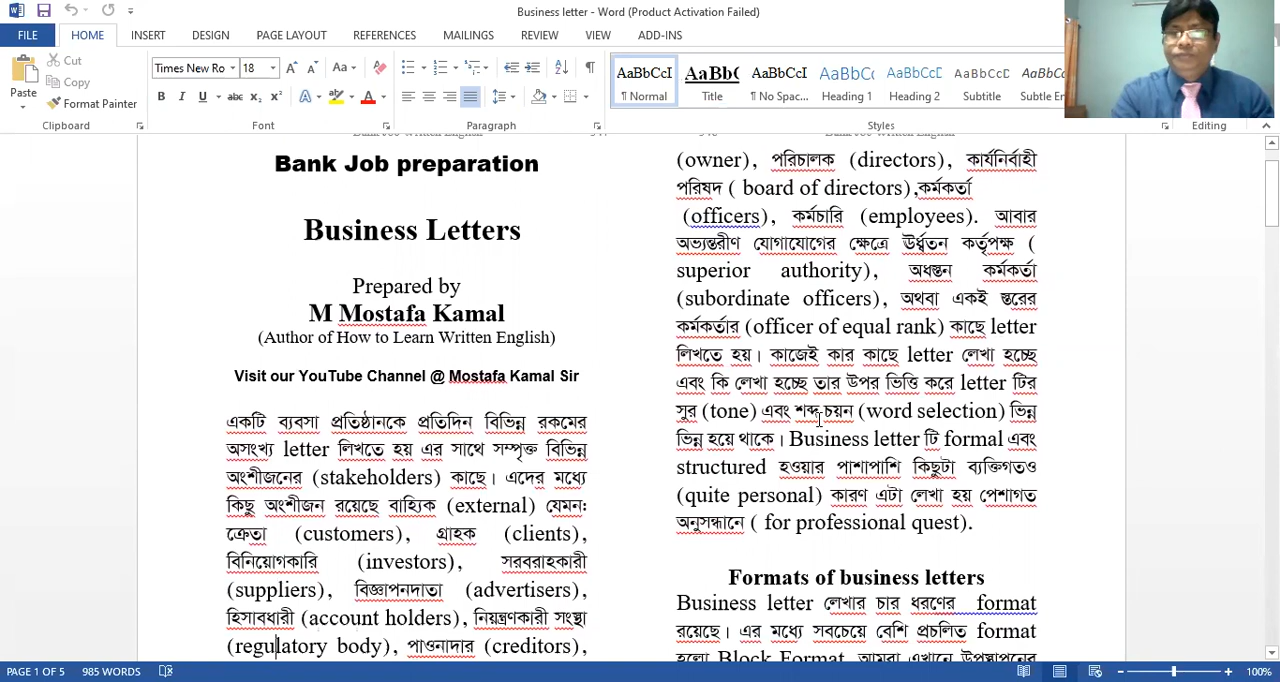 Business letter - Word (Product Activation Failed)
FILE HOME INSERT DESIGN PAGE LAYOUT REFERENCES MAILINGS REVIEW VIEW ADD-INS
Cut
Copy
Paste
Format Painter
Clipboard
Times New Ro 18
Font
Paragraph
AaBbCcI AaBb( AaBbCcI AaBbCcl AaBbCcI AaBbCcD AaBbCcL
¶ Normal Title ¶ No Spac... Heading 1 Heading 2 Subtitle Subtle En
Styles
Editing
Bank Job preparation
Business Letters
Prepared by
M Mostafa Kamal
(Author of How to Learn Written English)
Visit our YouTube Channel @ Mostafa Kamal Sir
একটি ব্যবসা প্রতিষ্ঠানকে প্রতিদিন বিভিন্ন রকমের
অসংখ্য letter লিখতে হয় এর সাথে সম্পৃক্ত বিভিন্ন
অংশীজনের (stakeholders) কাছে। এদের মধ্যে
কিছু অংশীজন রয়েছে বাহ্যিক (external) যেমনঃ
ক্রেতা (customers), গ্রাহক (clients),
বিনিয়োগকারি (investors), সরবরাহকারী
(suppliers), বিজ্ঞাপনদাতা (advertisers),
হিসাবধারী (account holders), নিয়ন্ত্রণকারী সংস্থা
(regulatory body), পাওনাদার (creditors),
(owner), পরিচালক (directors), কার্যনির্বাহী
পরিষদ ( board of directors),কর্মকর্তা
(officers), কর্মচারি (employees). আবার
অভ্যন্তরীণ যোগাযোগের ক্ষেত্রে উর্ধ্বতন কর্তৃপক্ষ (
superior authority), অধস্তন কর্মকর্তা
(subordinate officers), অথবা একই স্তরের
কর্মকর্তার (officer of equal rank) কাছে letter
লিখতে হয়। কাজেই কার কাছে letter লেখা হচ্ছে
এবং কি লেখা হচ্ছে তার উপর ভিত্তি করে letter টির
সুর (tone) এবং শব্দ চয়ন (word selection) ভিন্ন
ভিন্ন হয়ে থাকে। Business letter টি formal এবং
structured হওয়ার পাশাপাশি কিছুটা ব্যক্তিগতও
(quite personal) কারণ এটা লেখা হয় পেশাগত
অনুসন্ধানে ( for professional quest).
Formats of business letters
Business letter লেখার চার ধরণের format
রয়েছে। এর মধ্যে সবচেয়ে বেশি প্রচলিত format
হলো Block Format. আমরা এখানে উপস্থাপনের
PAGE 1 OF 5 985 WORDS 100%